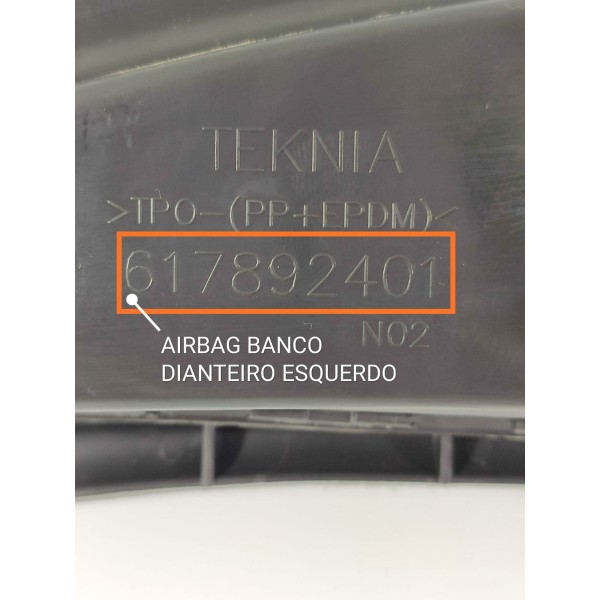 TEKNIA
>TPO-(PP+EPDM)<
617892401
N02
AIRBAG BANCO
DIANTEIRO ESQUERDO